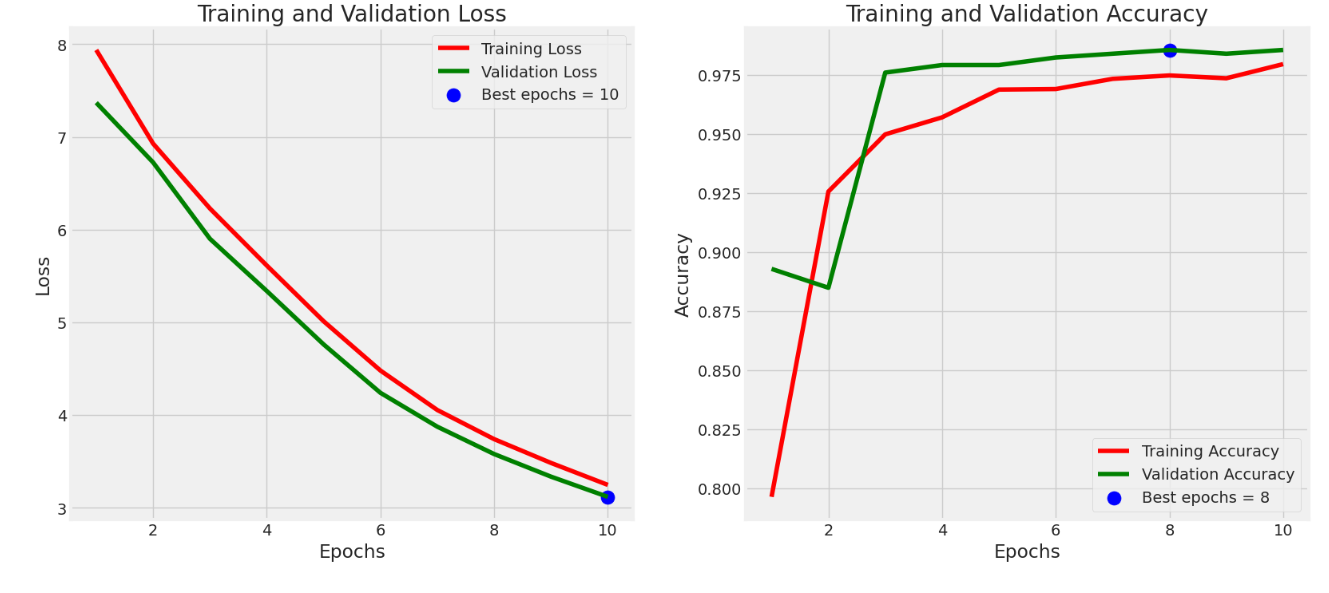 Training and Validation Loss
8
7
6
5
4
3
Loss
2
4
6
8
10
Epochs
Training Loss
Validation Loss
Best epochs = 10
Training and Validation Accuracy
0.975
0.950
0.925
0.900
0.875
0.850
0.825
0.800
Accuracy
2
4
6
8
10
Epochs
Training Accuracy
Validation Accuracy
Best epochs = 8